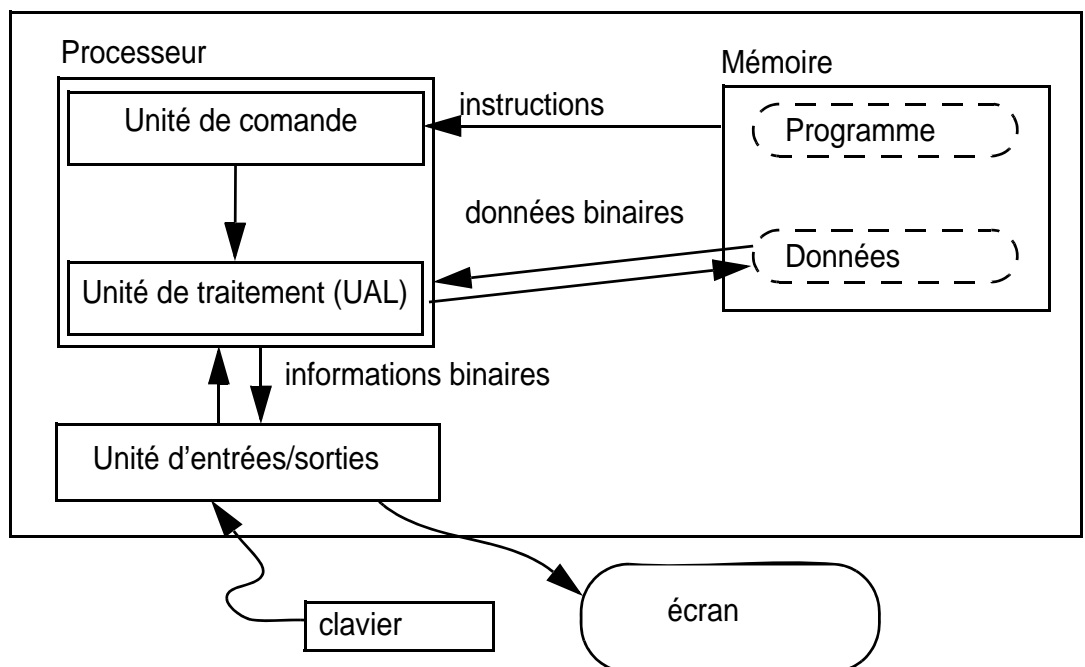 Processeur
Mémoire
Unité de comande
instructions
Programme
données binaires
Données
Unité de traitement (UAL)
informations binaires
Unité d'entrées/sorties
clavier
écran